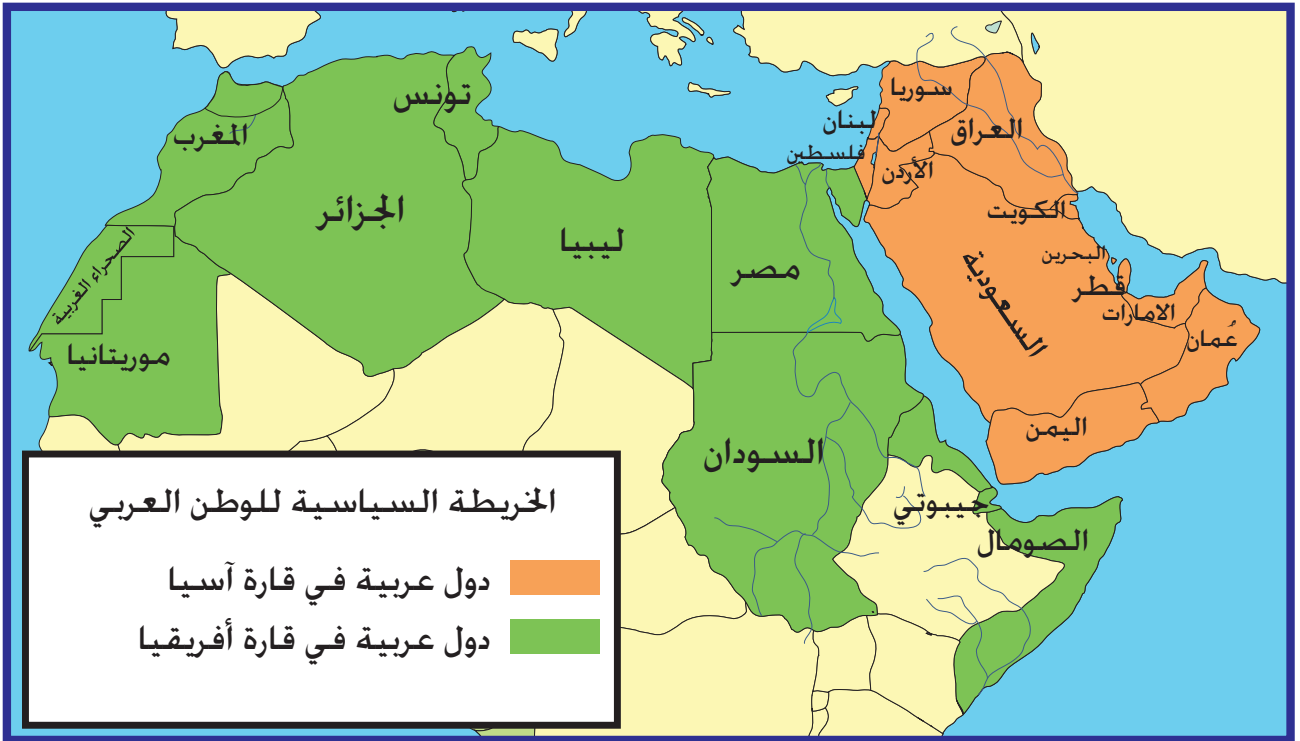 تونس
المغرب
الجزائر
ليبيا
مصر
الصحراء الغربية
موريتانيا
السودان
جيبوتي
الصومال
سوريا
لبنان
العراق
فلسطين
الأردن
الكويت
البحرين
قطر
السعودية
الامارات
عُمان
اليمن
الخريطة السياسية للوطن العربي
دول عربية في قارة آسيا
دول عربية في قارة أفريقيا